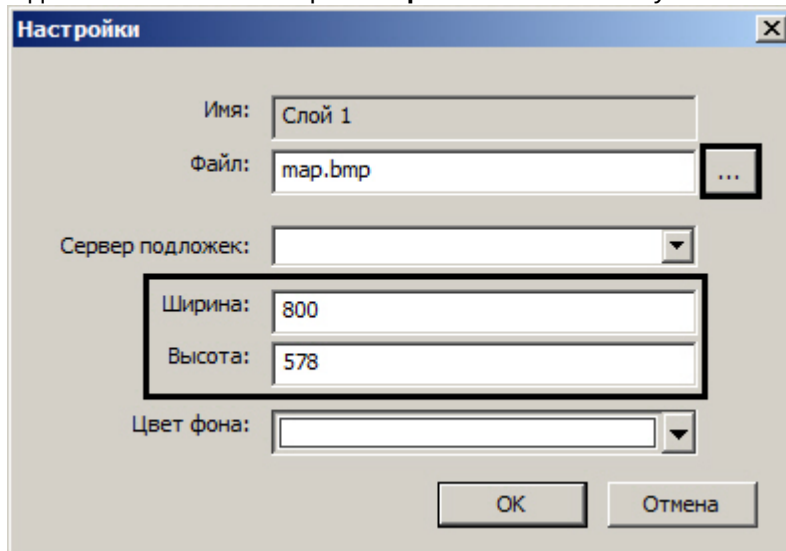 Настройки
Имя: Слой 1
Файл: map.bmp ...
Сервер подложек:
Ширина: 800
Высота: 578
Цвет фона:
OK Отмена